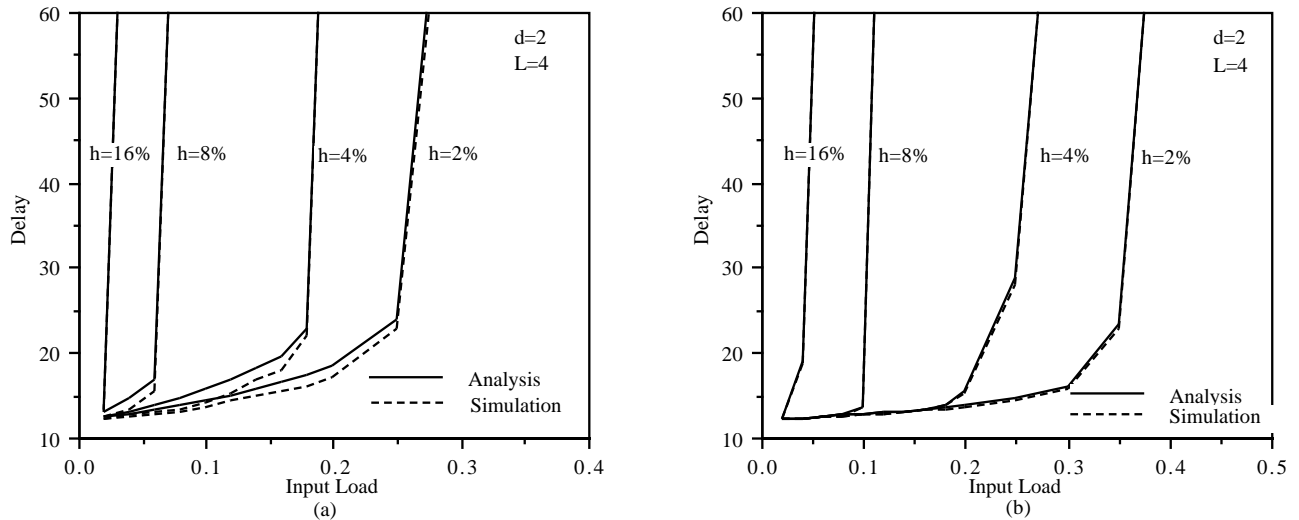 60
50
40
30
20
10
Delay
d=2
L=4
h=16%
h=8%
h=4%
h=2%
Analysis
Simulation
0.0
0.1
0.2
0.3
0.4
Input Load
(a)
60
50
40
30
20
10
Delay
d=2
L=4
h=16%
h=8%
h=4%
h=2%
Analysis
Simulation
0.0
0.1
0.2
0.3
0.4
0.5
Input Load
(b)